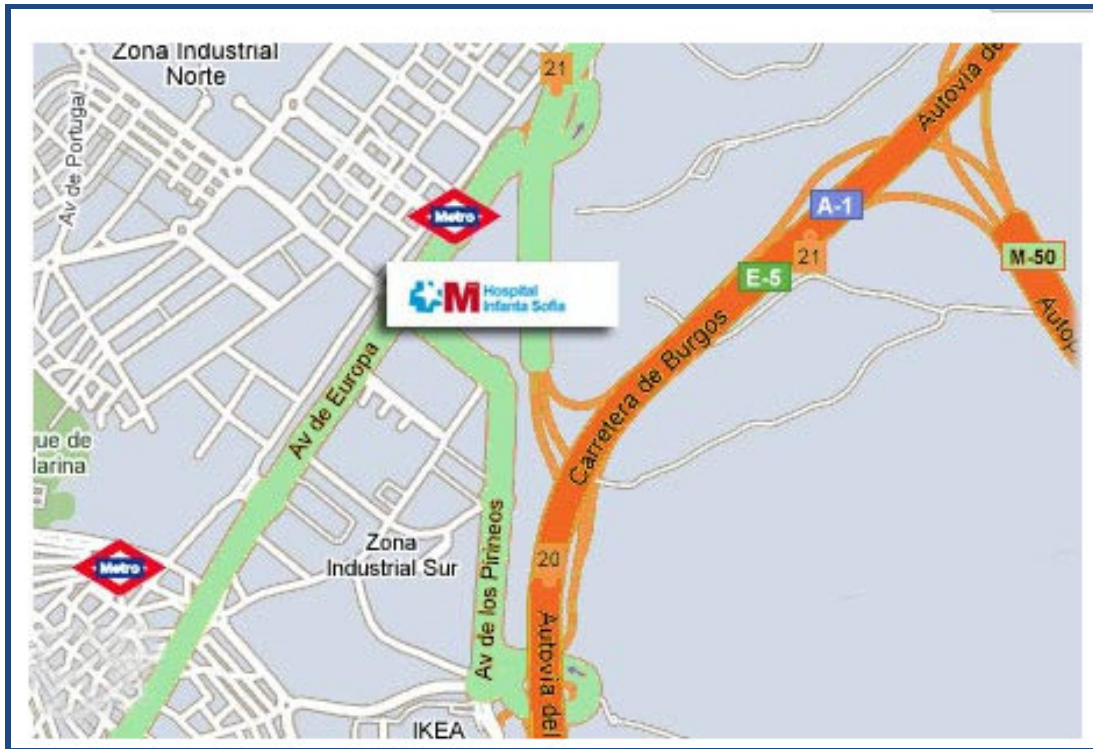 Zona Industrial
Norte
21
Autovía de
Av de Portugal
Metro
A-1
21
M-50
E-5
M Hospital
Infanta Sofía
Autop
Carretera de Burgos
Av de Europa
que de
larina
Av de los Pirineos
Zona
Industrial Sur
20
Metro
Autovía del
IKEA